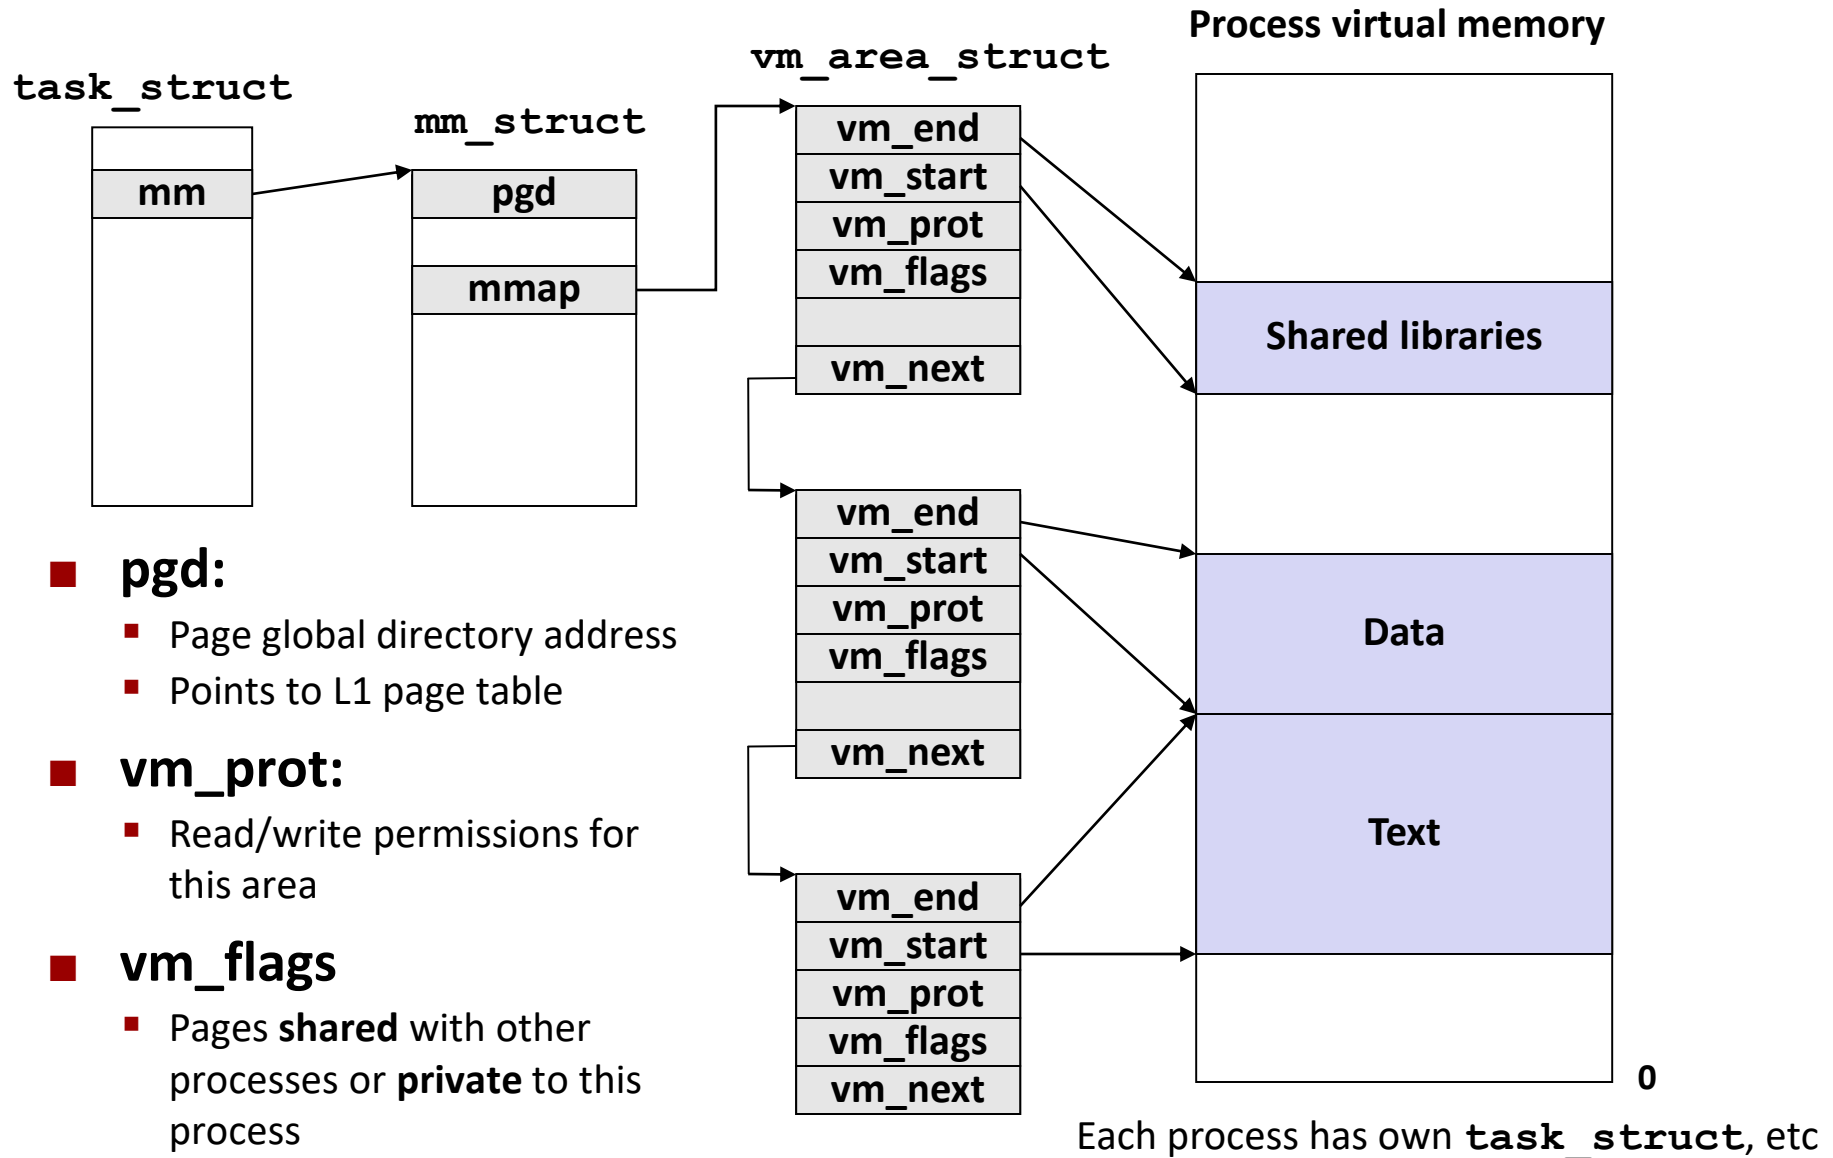 Process virtual memory
vm_area_struct
task_struct
mm_struct
mm
pgd
mmap
vm_end
vm_start
vm_prot
vm_flags
vm_next
vm_end
vm_start
vm_prot
vm_flags
vm_next
vm_end
vm_start
vm_prot
vm_flags
vm_next
Shared libraries
Data
Text
0
pgd:
Page global directory address
Points to L1 page table
vm_prot:
Read/write permissions for
this area
vm_flags
Pages shared with other
processes or private to this
process
Each process has own task_struct, etc